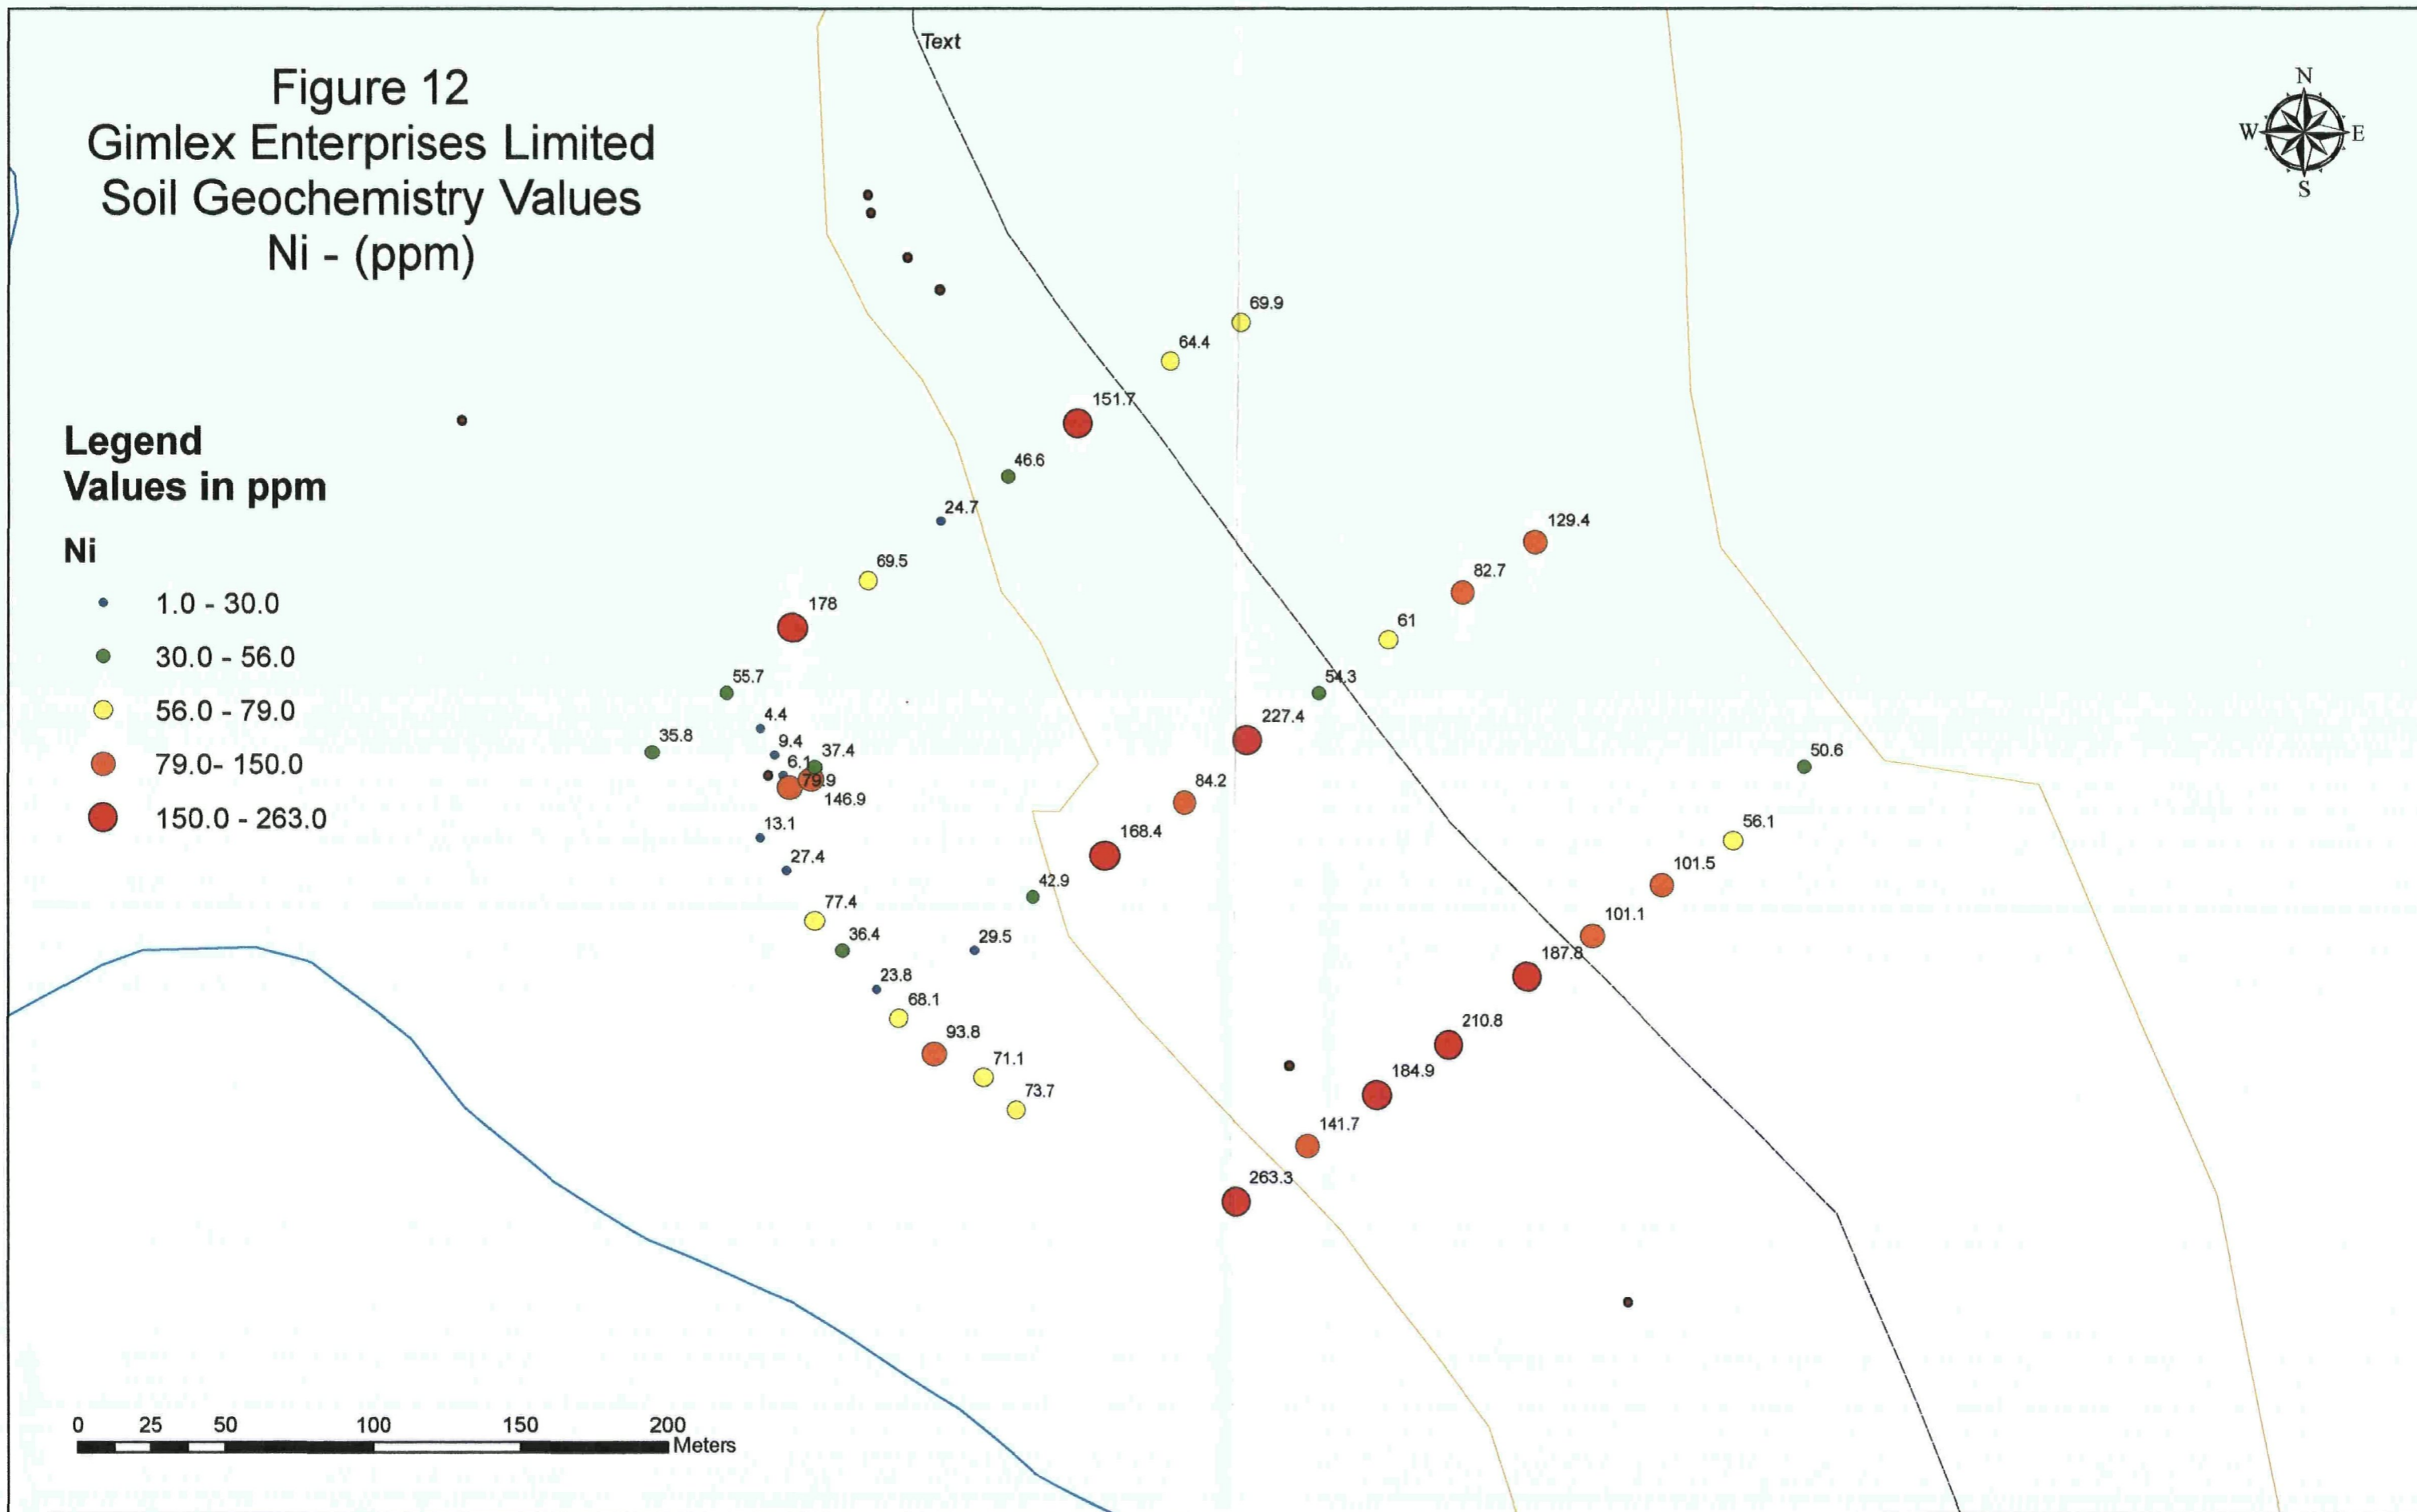 Figure 12
Gimlex Enterprises Limited
Soil Geochemistry Values
Ni - (ppm)
Text
N
W E
S
Legend
Values in ppm
Ni
1.0 - 30.0
30.0 - 56.0
56.0 - 79.0
79.0- 150.0
150.0 - 263.0
69.9
64.4
151.7
46.6
24.7
69.5
178
55.7
35.8
129.4
82.7
61
54.3
227.4
84.2
168.4
42.9
29.5
4.4
9.4
37.4
6.1
79.9
146.9
13.1
27.4
77.4
36.4
23.8
68.1
93.8
71.1
73.7
50.6
56.1
101.5
101.1
187.8
210.8
184.9
141.7
263.3
0 25 50 100 150 200
Meters